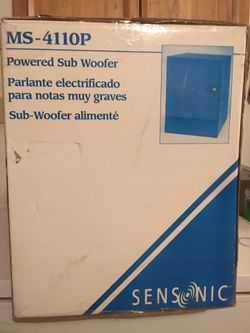 MS-4110P
Powered Sub Woofer
Parlante electrificado
para notas muy graves
Sub-Woofer alimenté
SENSONIC